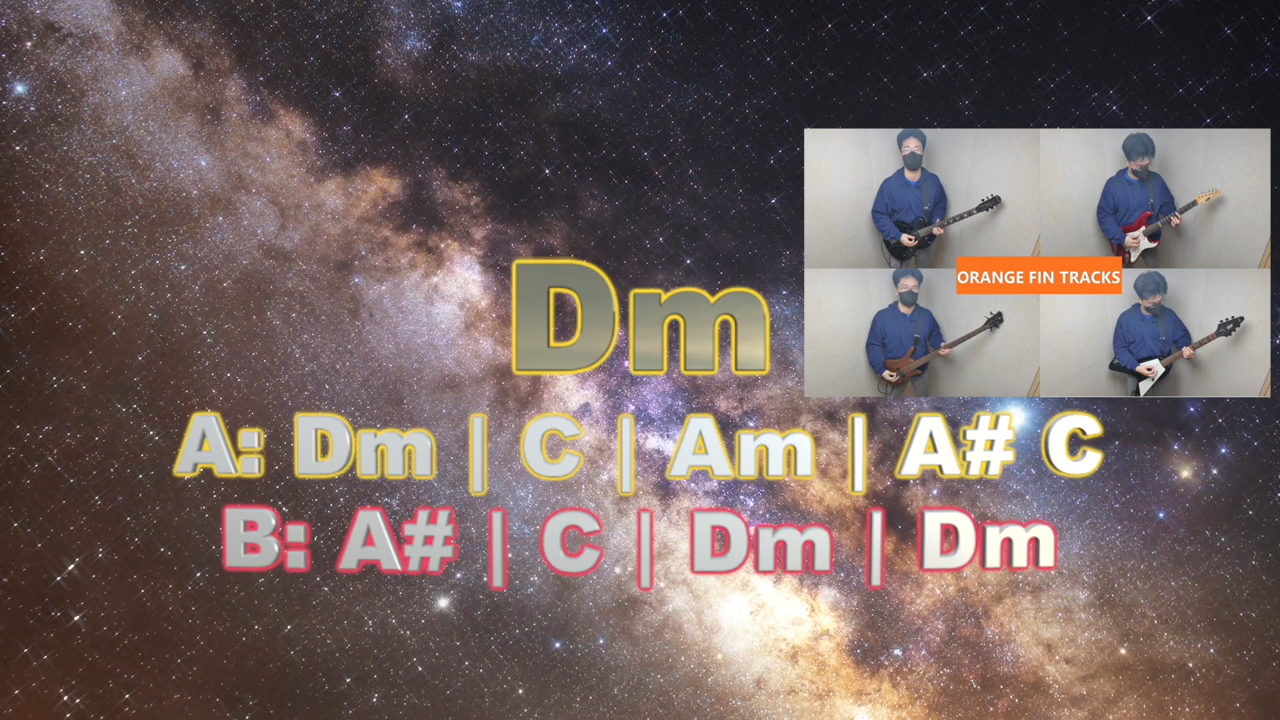 ORANGE FIN TRACKS
Dm
A: Dm | C | Am | A# C
B: A# | C | Dm | Dm